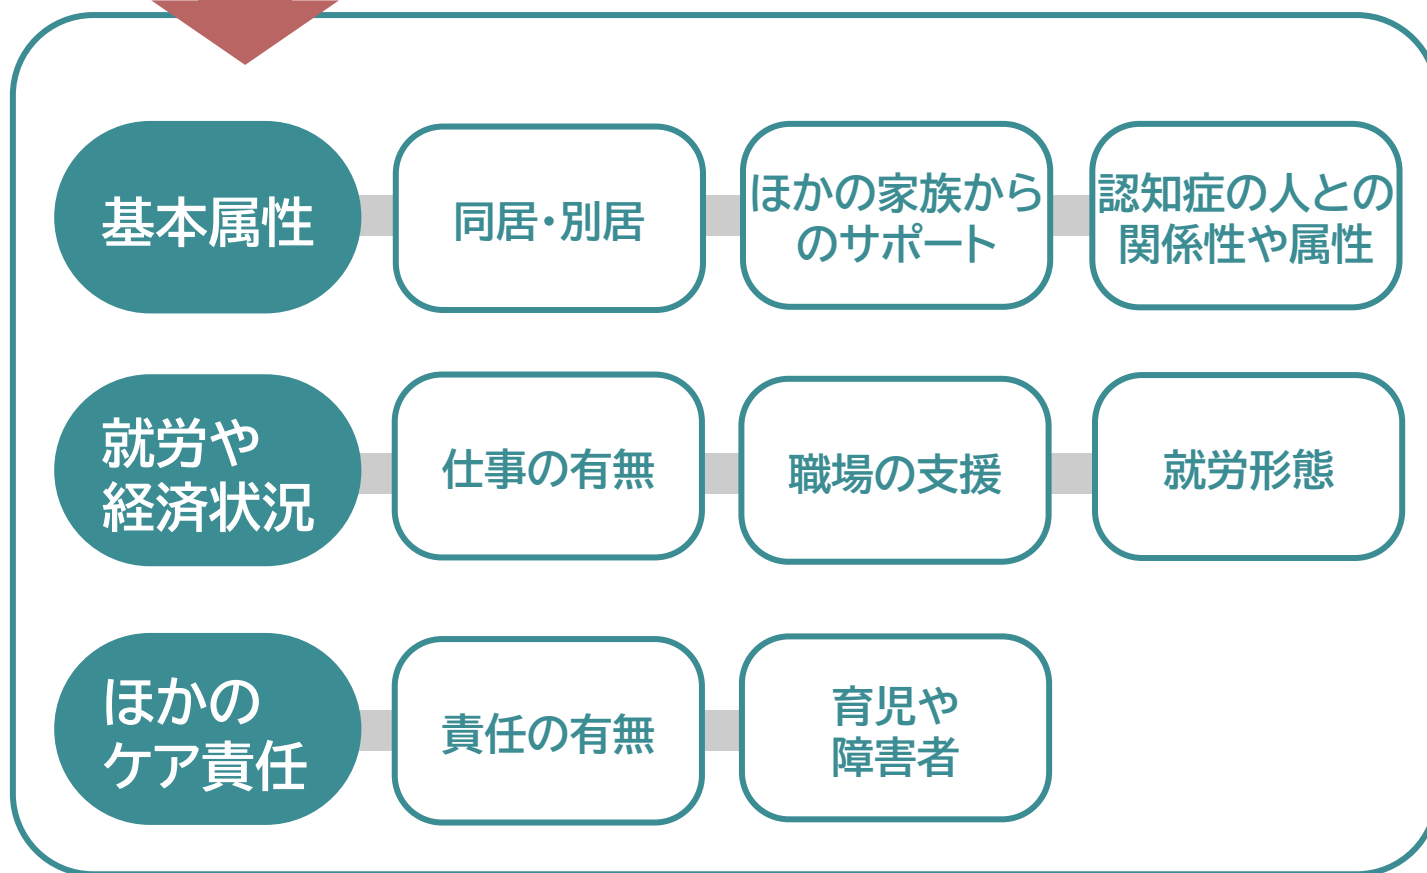 基本属性
同居・別居
ほかの家族から
のサポート
認知症の人との
関係性や属性
就労や
経済状況
仕事の有無
職場の支援
就労形態
ほかの
ケア責任
責任の有無
育児や
障害者